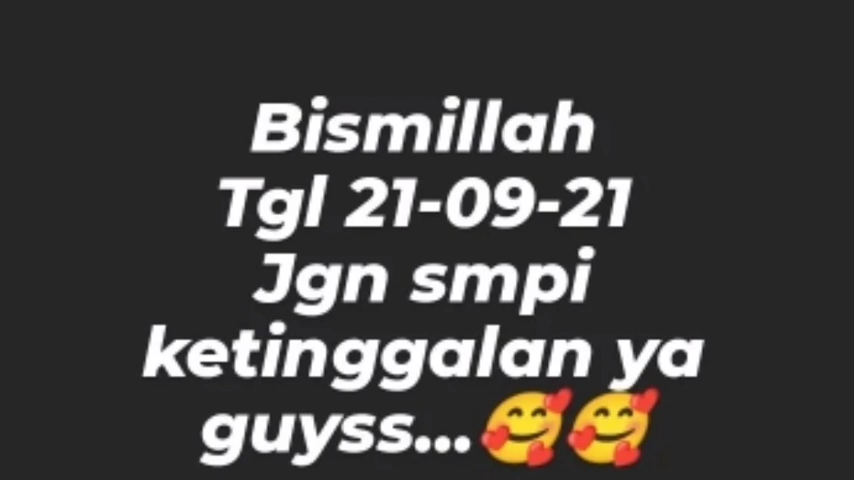 Bismillah
Tgl 21-09-21
Jgn smpi
ketinggalan ya
guyss...🥰🥰